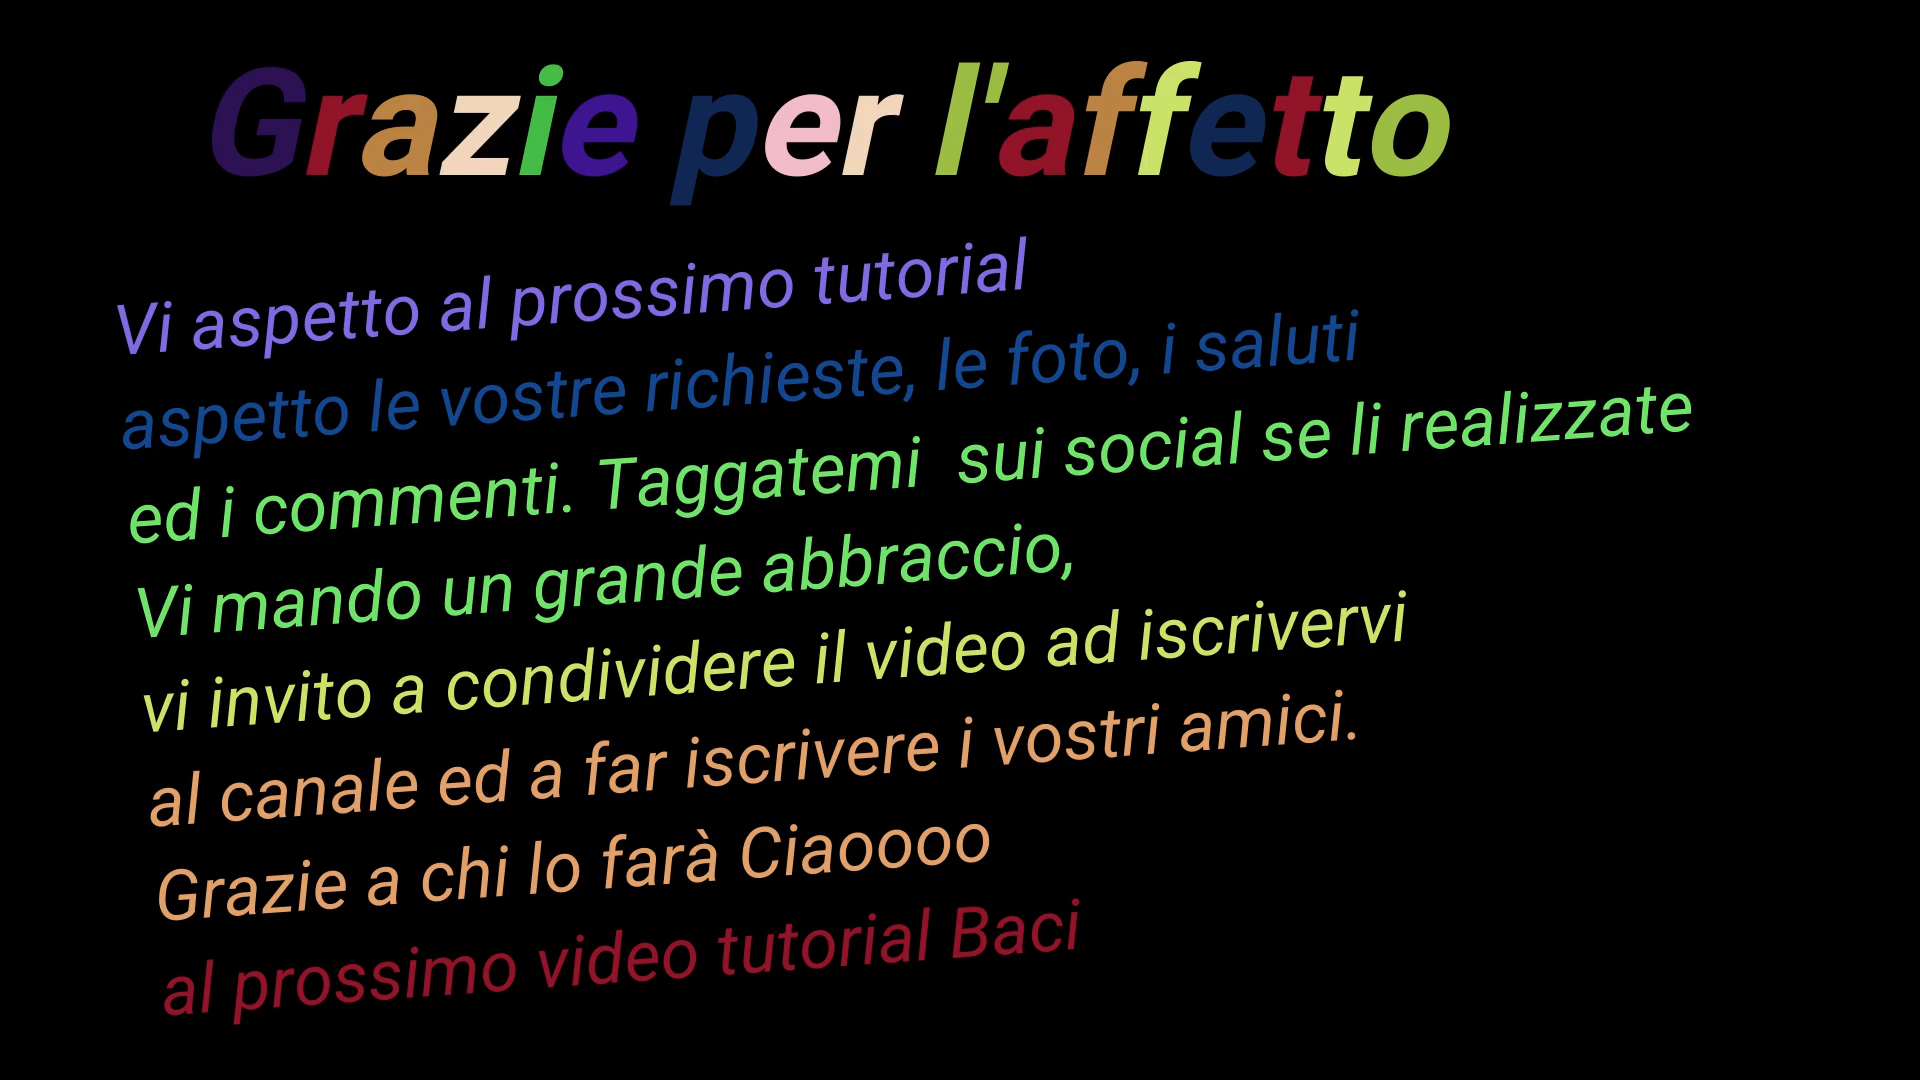 Grazie per l'affetto
Vi aspetto al prossimo tutorial
aspetto le vostre richieste, le foto, i saluti
ed i commenti. Taggatemi  sui social se li realizzate
Vi mando un grande abbraccio,
vi invito a condividere il video ad iscrivervi
al canale ed a far iscrivere i vostri amici.
Grazie a chi lo farà Ciaoooo
al prossimo video tutorial Baci